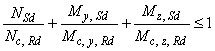 N_Sd/N_c, Rd + M_y, Sd/M_c, y, Rd + M_z, Sd/M_c, z, Rd ≤ 1